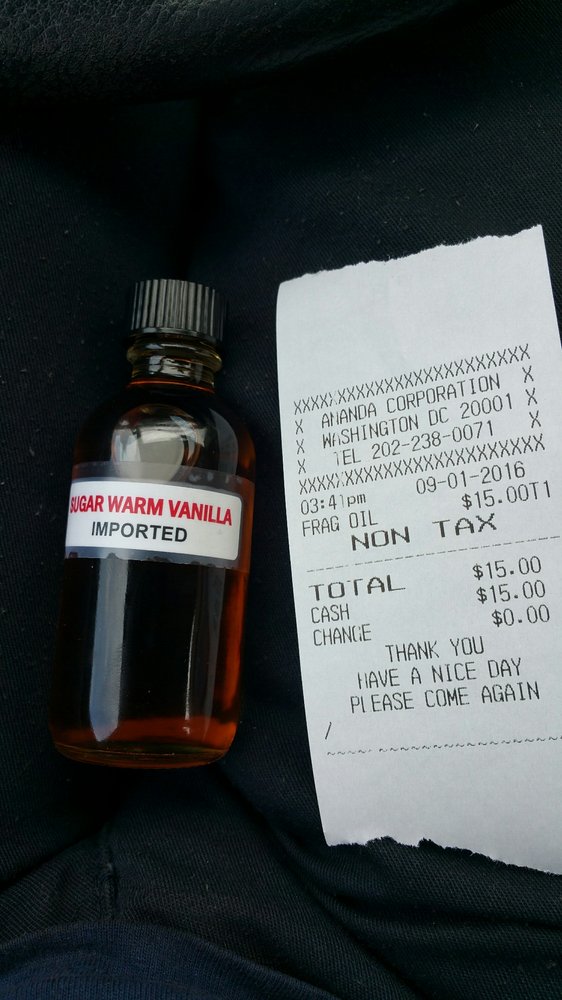 SUGAR WARM VANILLA
IMPORTED
XXXXXXXXXXXXXXXXXXXXXX
X ANANDA CORPORATION X
X WASHINGTON DC 20001 X
X TEL 202-238-0071 X
XXXXXXXXXXXXXXXXXXXXXX
03:41pm 09-01-2016
FRAG OIL $15.00T1
NON TAX
TOTAL $15.00
CASH $15.00
CHANGE $0.00
THANK YOU
HAVE A NICE DAY
PLEASE COME AGAIN
/